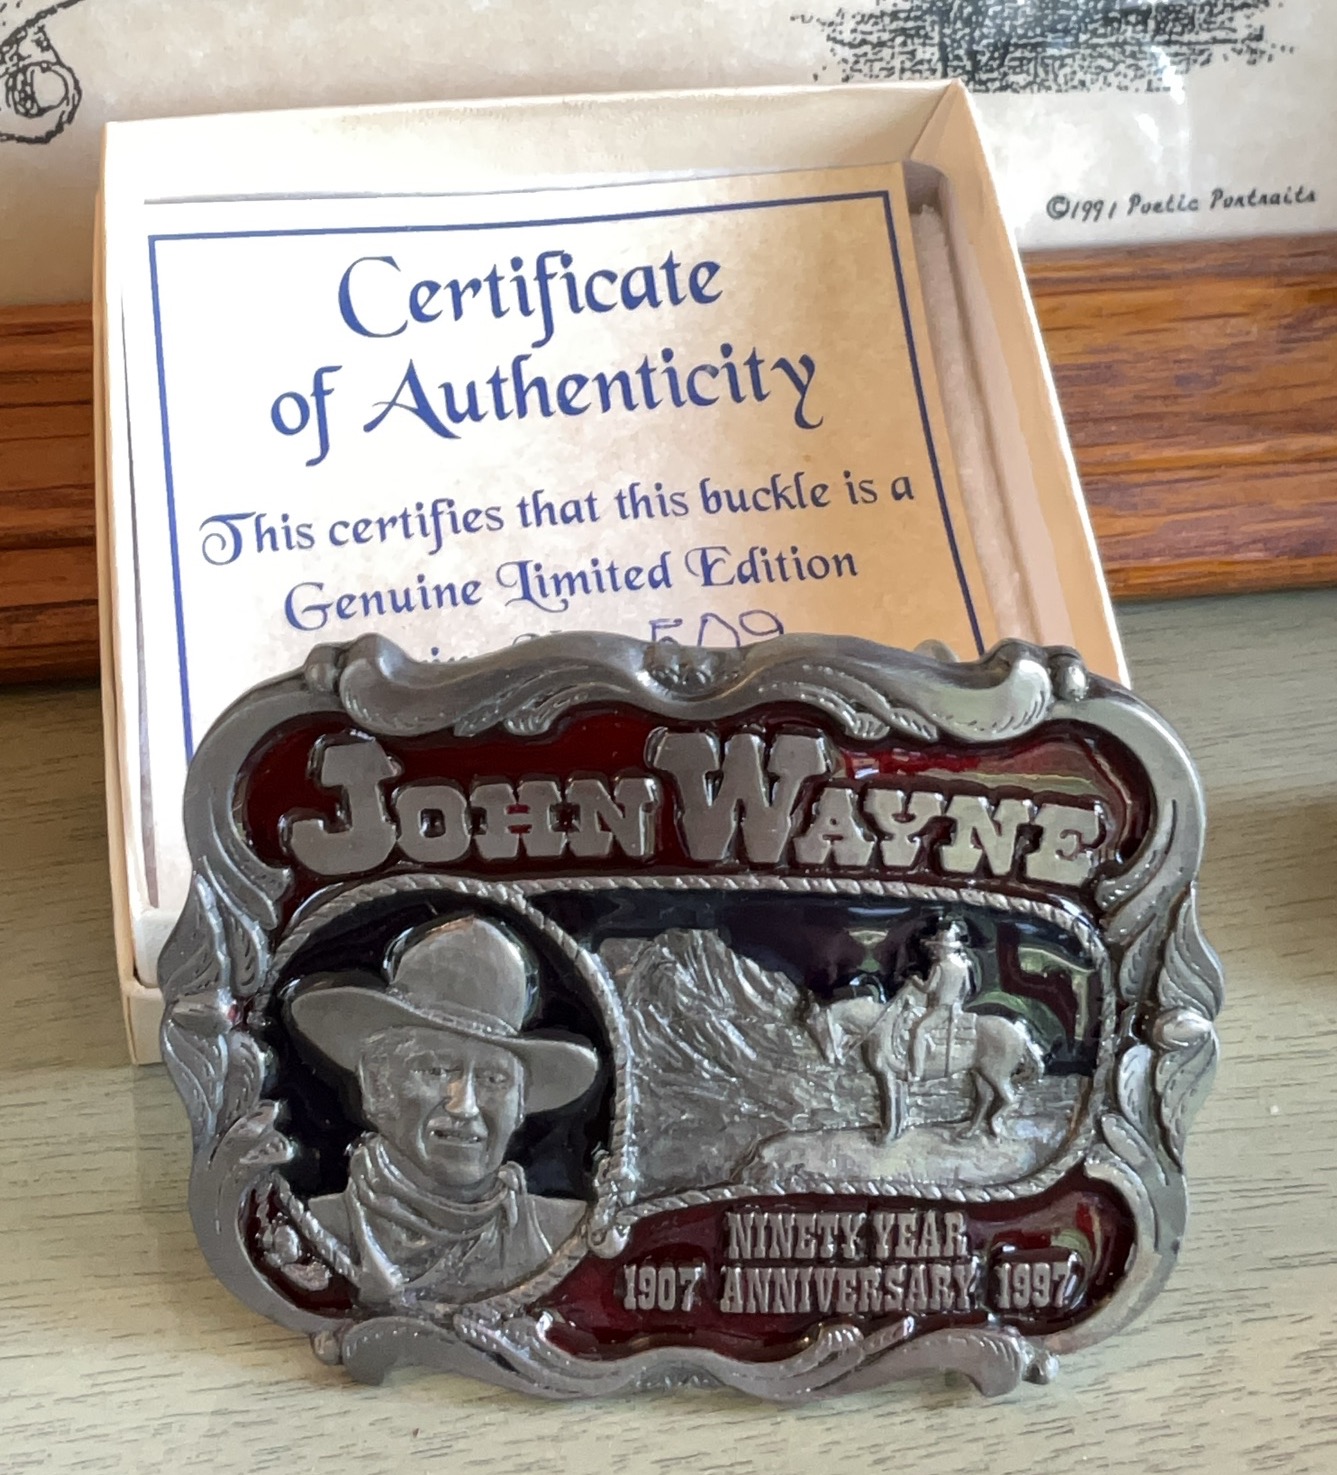 ©1991 Poetic Portraits
Certificate
of Authenticity
This certifies that this buckle is a
Genuine Limited Edition
509
JOHN WAYNE
NINETY YEAR
1907 ANNIVERSARY 1997